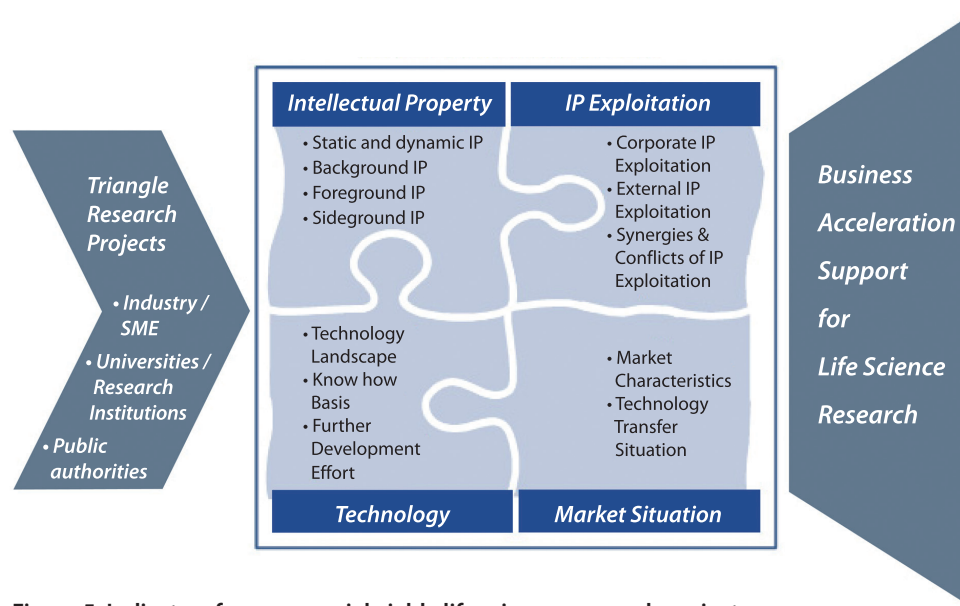 Triangle
Research
Projects
• Industry /
SME
• Universities /
Research
Institutions
• Public
authorities
Intellectual Property
• Static and dynamic IP
• Background IP
• Foreground IP
• Sideground IP
IP Exploitation
• Corporate IP
Exploitation
• External IP
Exploitation
• Synergies &
Conflicts of IP
Exploitation
• Technology
Landscape
• Know how
Basis
• Further
Development
Effort
Technology
• Market
Characteristics
• Technology
Transfer
Situation
Market Situation
Business
Acceleration
Support
for
Life Science
Research